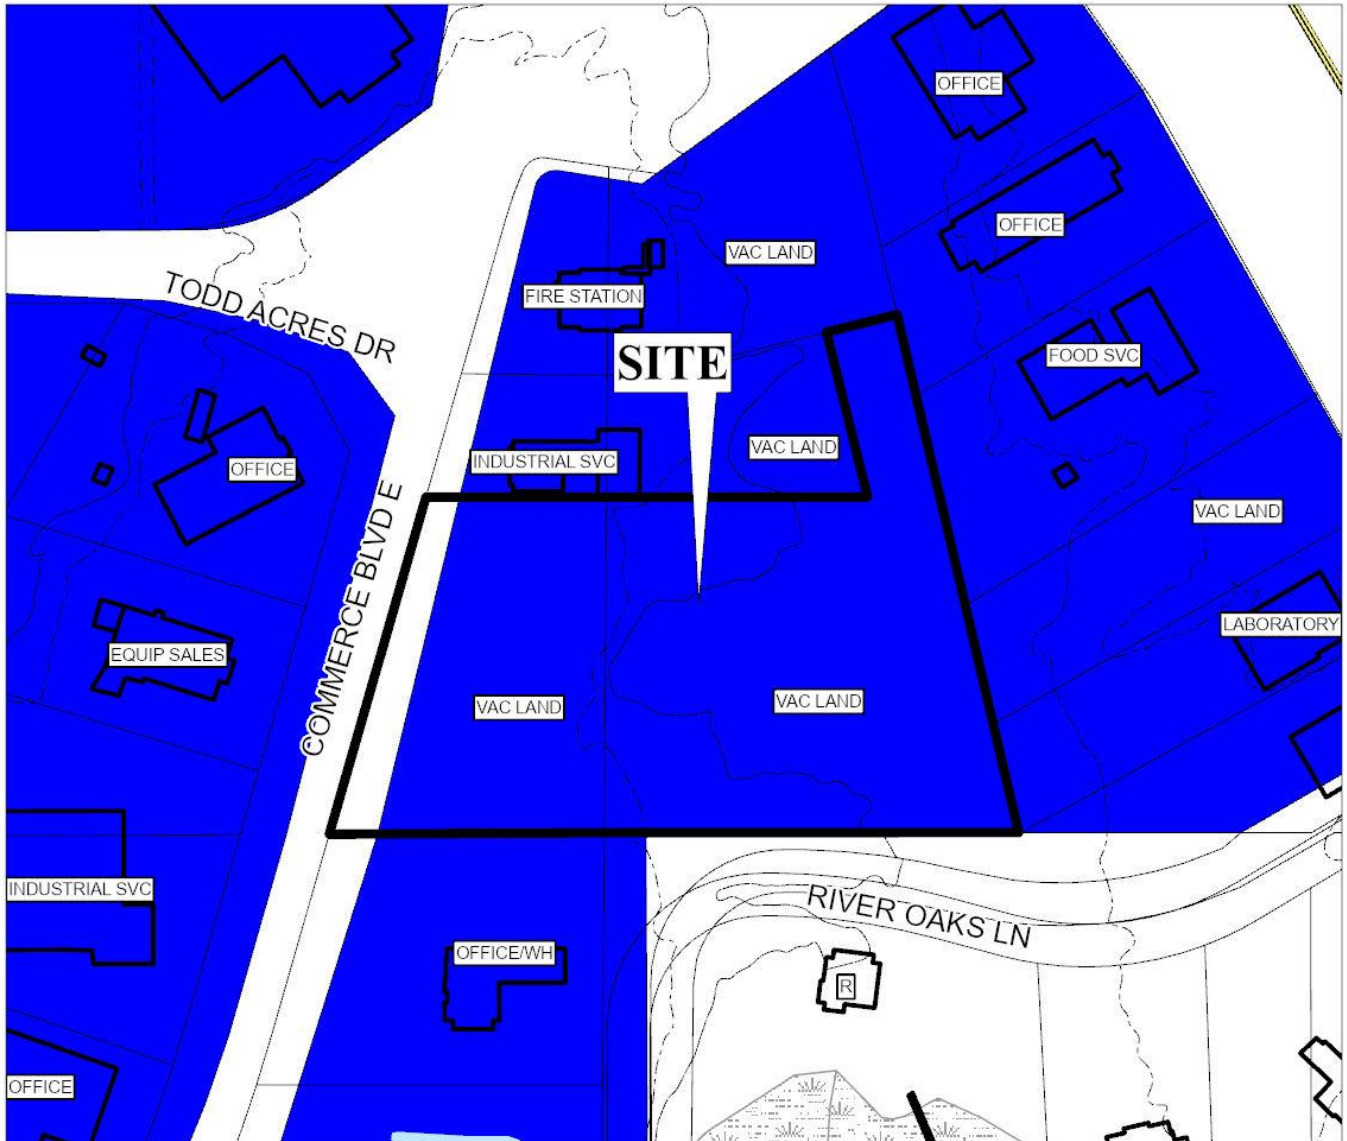 OFFICE
OFFICE
VAC LAND
FIRE STATION
TODD ACRES DR
SITE
FOOD SVC
VAC LAND
INDUSTRIAL SVC
OFFICE
VAC LAND
COMMERCE BLVD E
LABORATORY
EQUIP SALES
VAC LAND
VAC LAND
INDUSTRIAL SVC
RIVER OAKS LN
OFFICE/WH
R
OFFICE